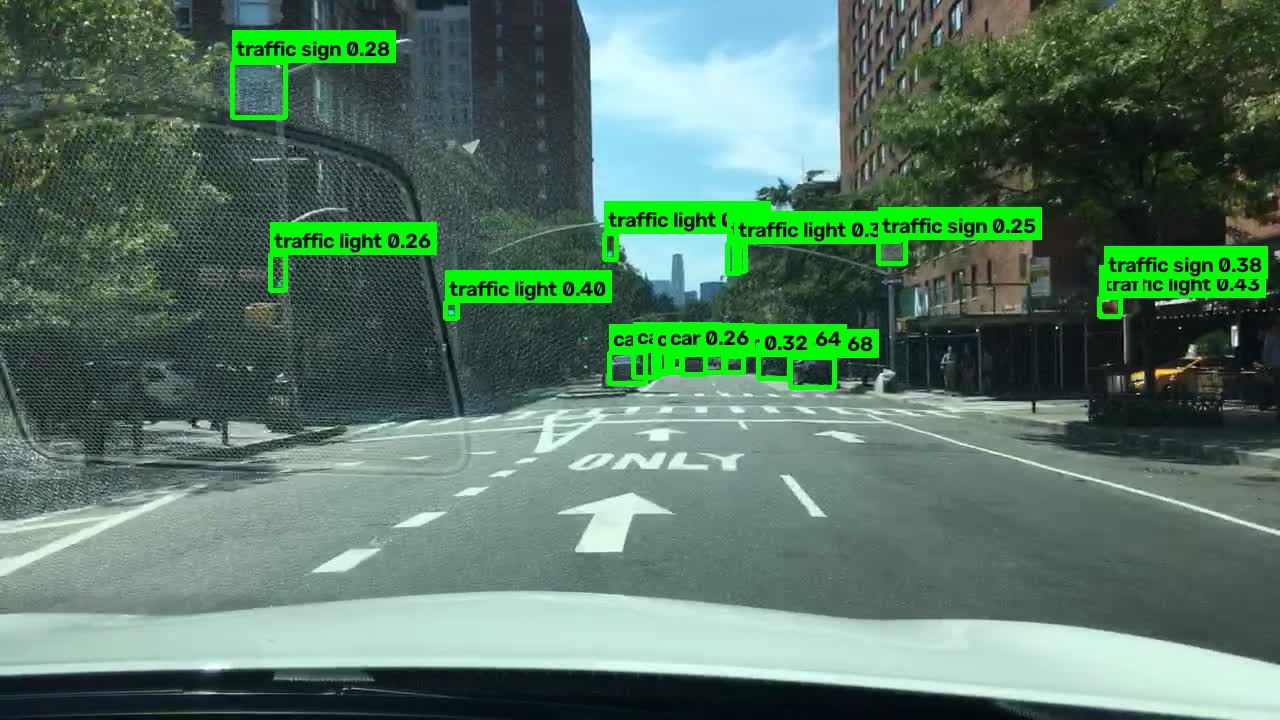 traffic sign 0.28
traffic light 0.26
traffic light 0.40
traffic light
traffic light 0.3
traffic sign 0.25
traffic sign 0.38
traffic light 0.43
ca ca c car 0.26 0.32 64 68
ONLY